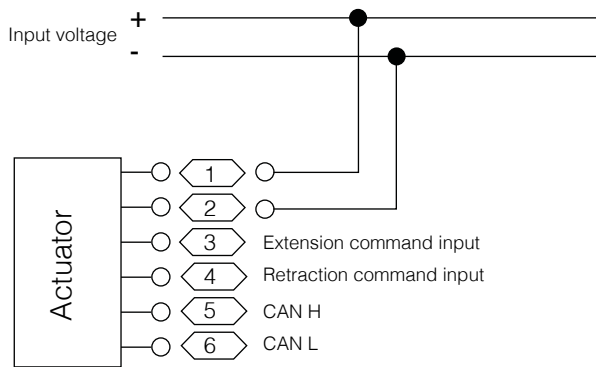 +
Input voltage
-
Actuator
1
2
3 Extension command input
4 Retraction command input
5 CAN H
6 CAN L